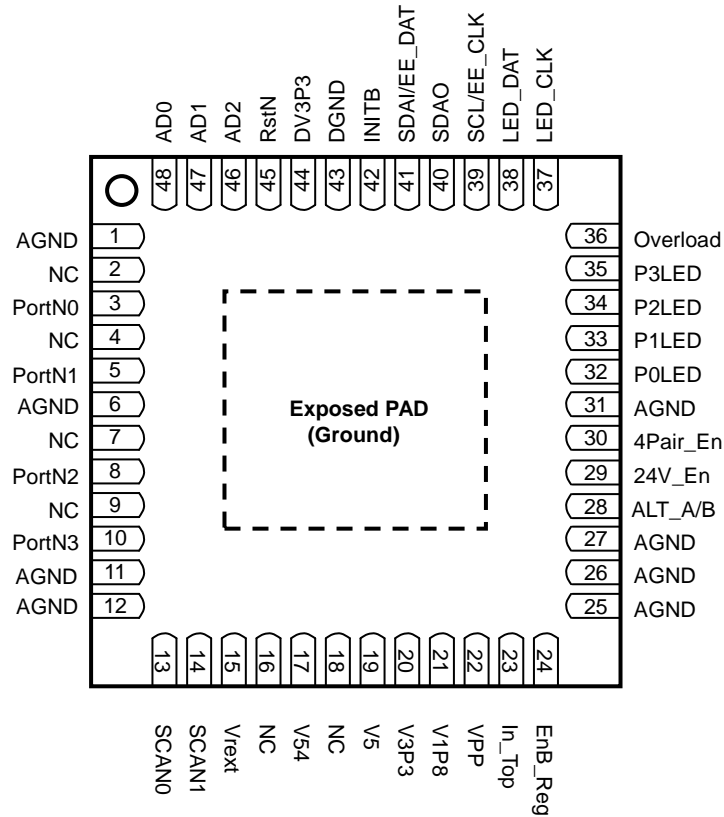 AD0
AD1
AD2
RstN
DV3P3
DGND
INITB
SDAI/EE_DAT
SDAO
SCL/EE_CLK
LED_DAT
LED_CLK
48
47
46
45
44
43
42
41
40
39
38
37
AGND 1
NC 2
PortN0 3
NC 4
PortN1 5
AGND 6
NC 7
PortN2 8
NC 9
PortN3 10
AGND 11
AGND 12
Exposed PAD
(Ground)
36 Overload
35 P3LED
34 P2LED
33 P1LED
32 P0LED
31 AGND
30 4Pair_En
29 24V_En
28 ALT_A/B
27 AGND
26 AGND
25 AGND
13
14
15
16
17
18
19
20
21
22
23
24
SCAN0
SCAN1
Vrext
NC
V54
NC
V5
V3P3
V1P8
VPP
In_Top
EnB_Reg